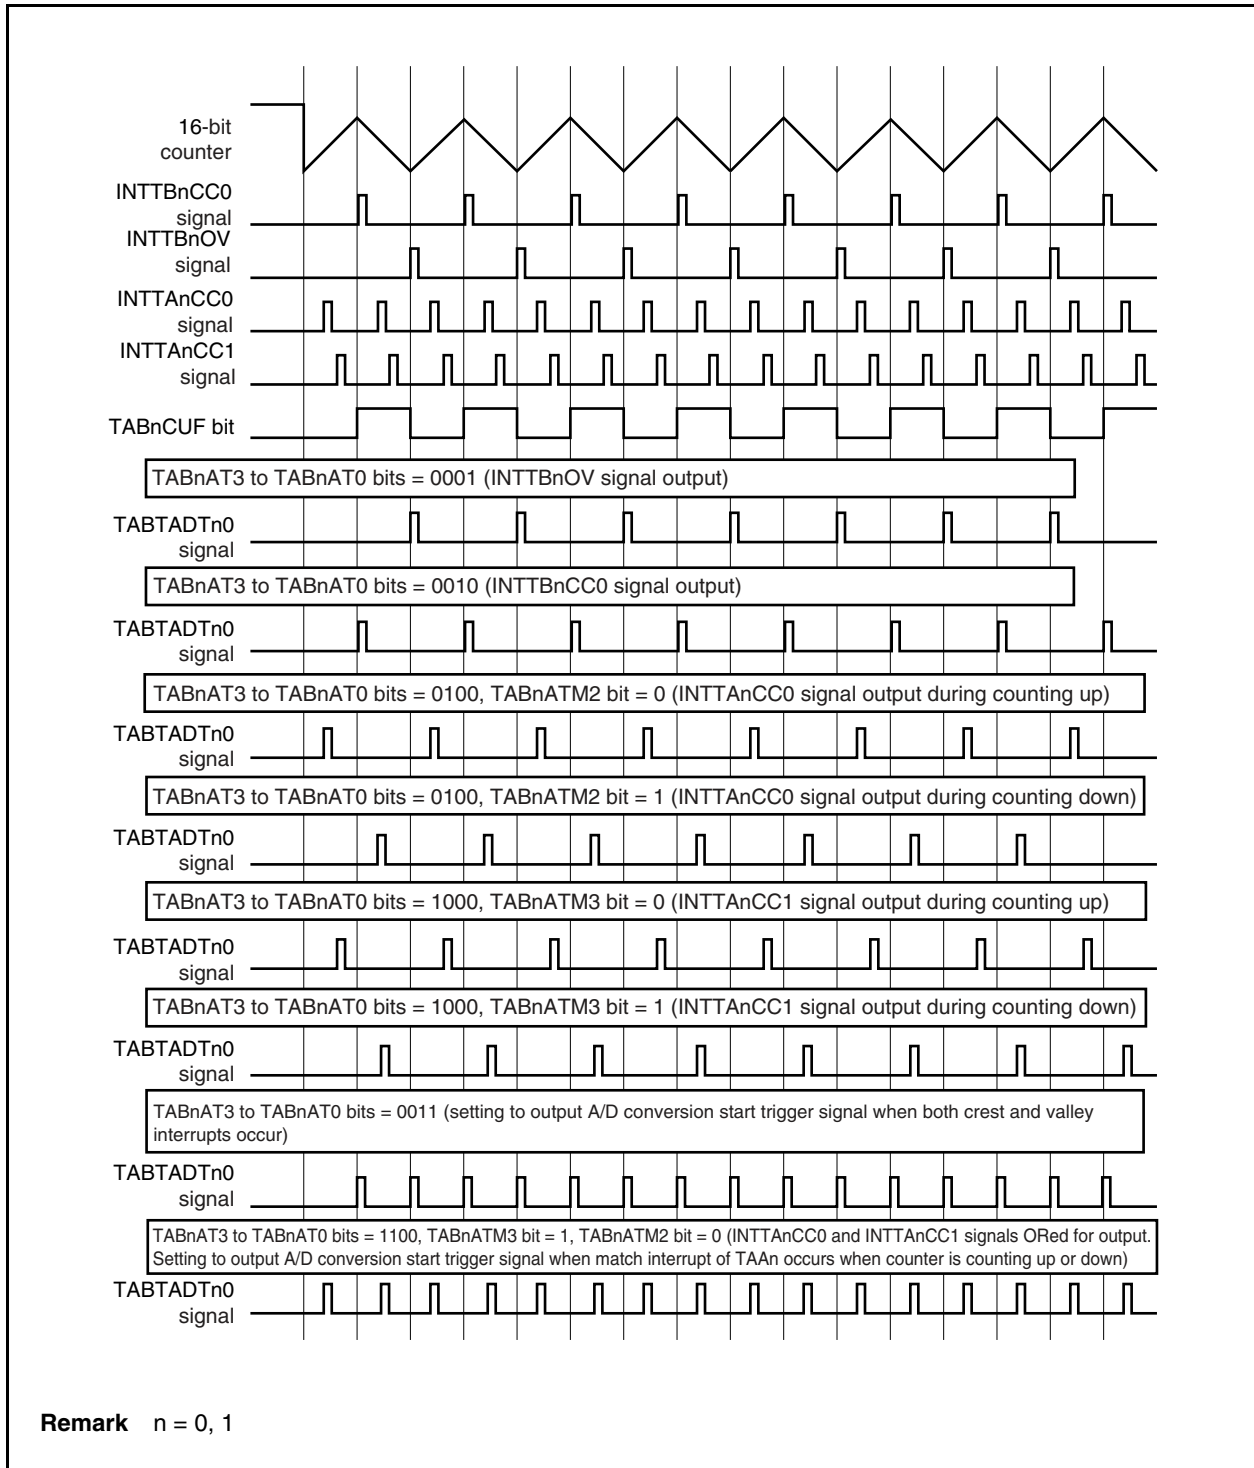 16-bit
counter
INTTBnCC0
signal
INTTBnOV
signal
INTTAnCC0
signal
INTTAnCC1
signal
TABnCUF bit
TABnAT3 to TABnAT0 bits = 0001 (INTTBnOV signal output)
TABTADTn0
signal
TABnAT3 to TABnAT0 bits = 0010 (INTTBnCC0 signal output)
TABTADTn0
signal
TABnAT3 to TABnAT0 bits = 0100, TABnATM2 bit = 0 (INTTAnCC0 signal output during counting up)
TABTADTn0
signal
TABnAT3 to TABnAT0 bits = 0100, TABnATM2 bit = 1 (INTTAnCC0 signal output during counting down)
TABTADTn0
signal
TABnAT3 to TABnAT0 bits = 1000, TABnATM3 bit = 0 (INTTAnCC1 signal output during counting up)
TABTADTn0
signal
TABnAT3 to TABnAT0 bits = 1000, TABnATM3 bit = 1 (INTTAnCC1 signal output during counting down)
TABTADTn0
signal
TABnAT3 to TABnAT0 bits = 0011 (setting to output A/D conversion start trigger signal when both crest and valley
interrupts occur)
TABTADTn0
signal
TABnAT3 to TABnAT0 bits = 1100, TABnATM3 bit = 1, TABnATM2 bit = 0 (INTTAnCC0 and INTTAnCC1 signals ORed for output.
Setting to output A/D conversion start trigger signal when match interrupt of TAAn occurs when counter is counting up or down)
TABTADTn0
signal
Remark n = 0, 1